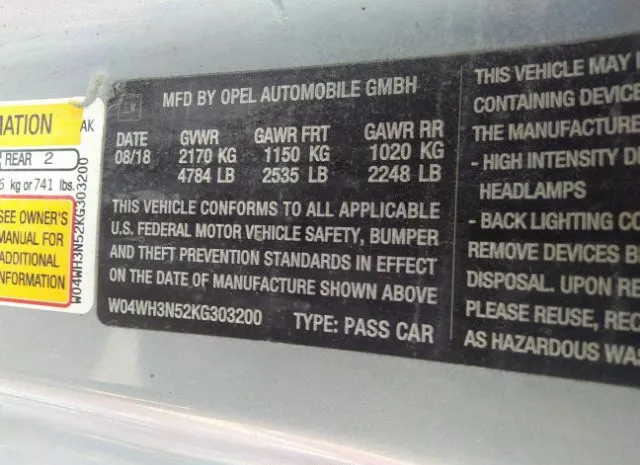 MATION
AK
REAR 2
kg or 741 lbs.
SEE OWNER'S
MANUAL FOR
ADDITIONAL
INFORMATION
W04WH3N52KG303200
GM
MFD BY OPEL AUTOMOBILE GMBH
DATE GVWR GAWR FRT GAWR RR
08/18 2170 KG 1150 KG 1020 KG
4784 LB 2535 LB 2248 LB
THIS VEHICLE CONFORMS TO ALL APPLICABLE
U.S. FEDERAL MOTOR VEHICLE SAFETY, BUMPER
AND THEFT PREVENTION STANDARDS IN EFFECT
ON THE DATE OF MANUFACTURE SHOWN ABOVE
W04WH3N52KG303200 TYPE: PASS CAR
THIS VEHICLE MAY
CONTAINING DEVICE
THE MANUFACTURE
- HIGH INTENSITY DI
HEADLAMPS
- BACK LIGHTING CO
REMOVE DEVICES B
DISPOSAL. UPON RE
PLEASE REUSE, REC
AS HAZARDOUS WAS